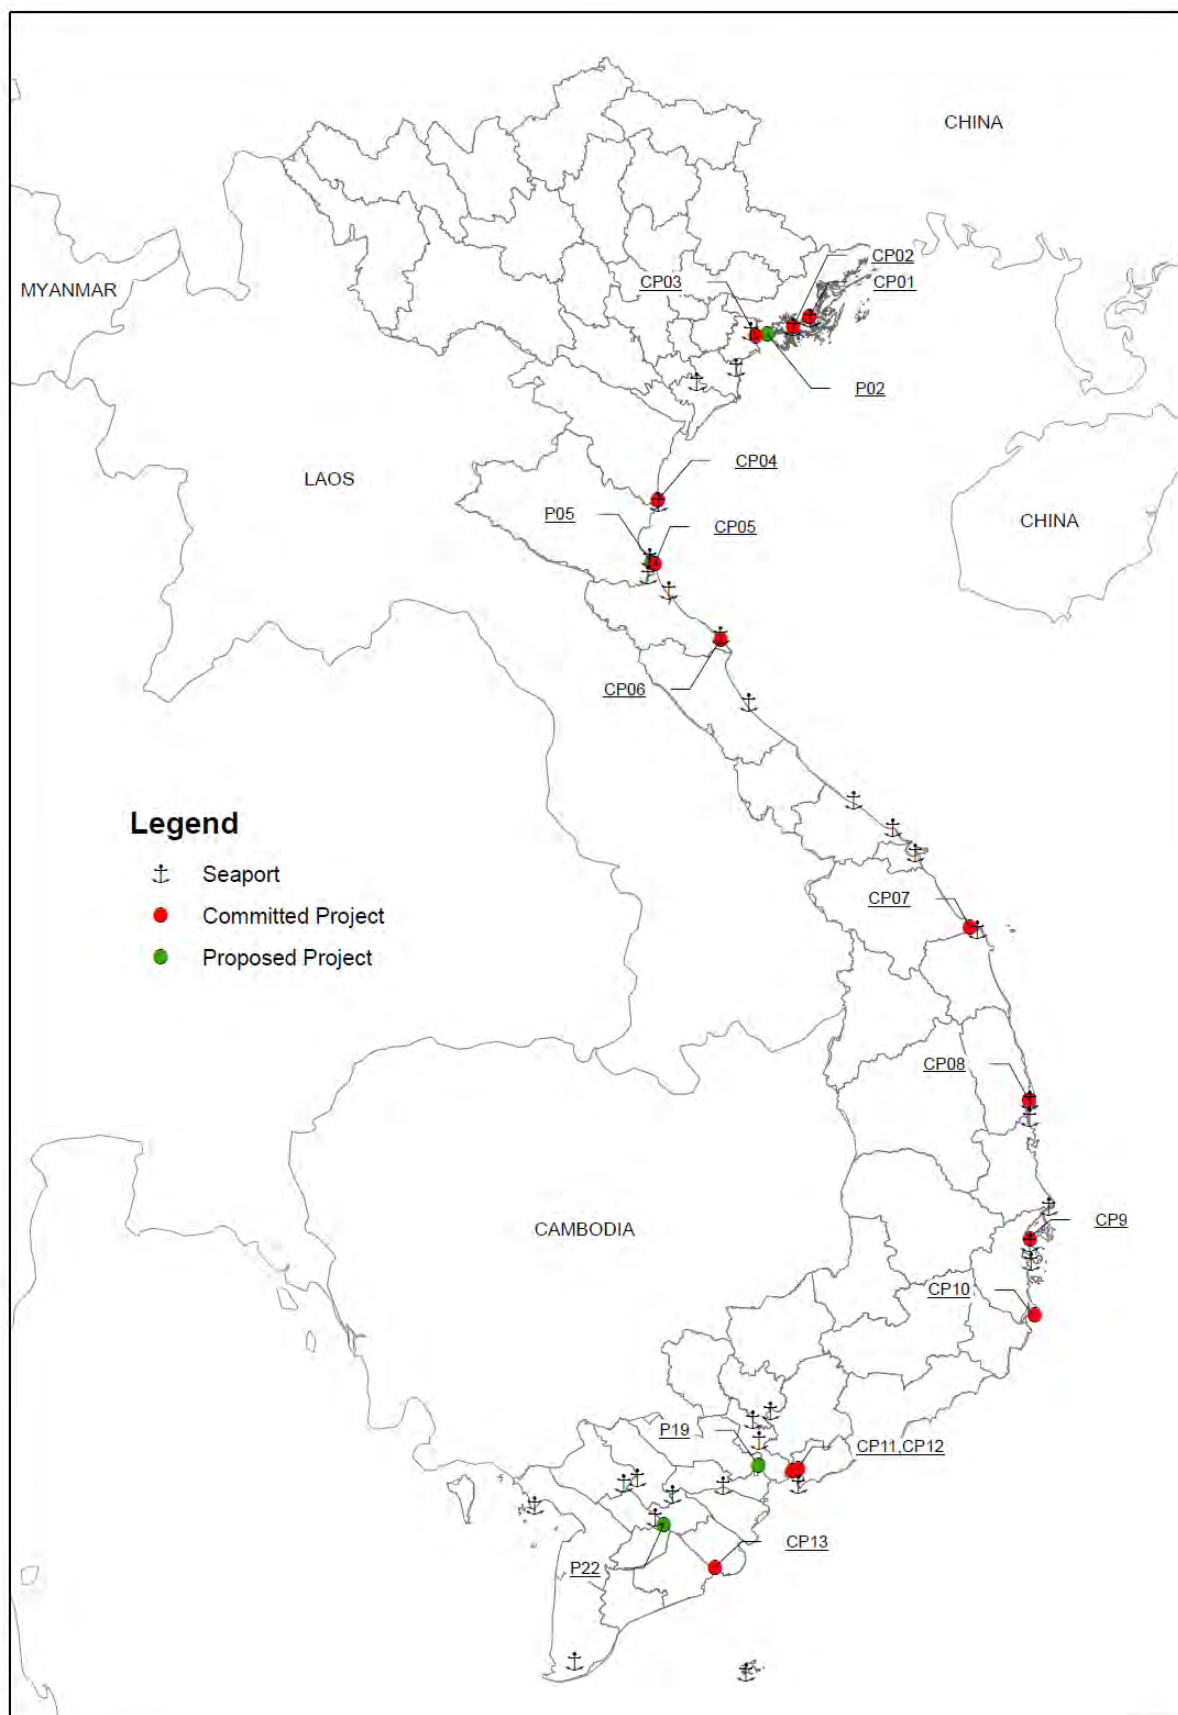 CHINA
CP02
CP03
CP01
MYANMAR
P02
CP04
LAOS
P05
CP05
CHINA
CP06
Legend
Seaport
Committed Project
Proposed Project
CP07
CP08
CAMBODIA
CP9
CP10
P19
CP11,CP12
CP13
P22